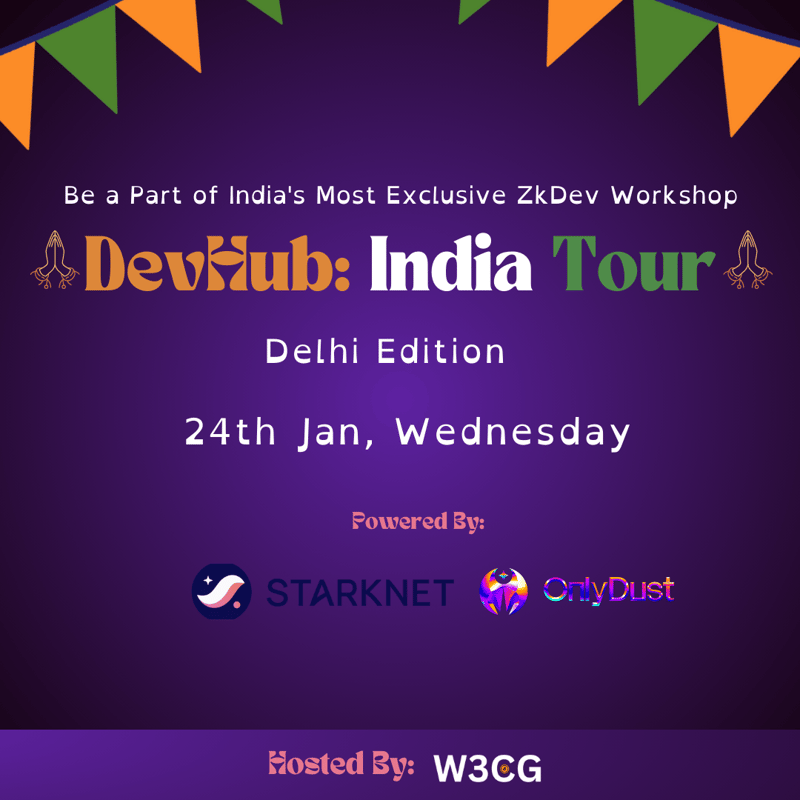 Be a Part of India's Most Exclusive ZkDev Workshop
DevHub: India Tour
Delhi Edition
24th Jan, Wednesday
Powered By:
STARKNET OnlyDust
Hosted By: W3CG